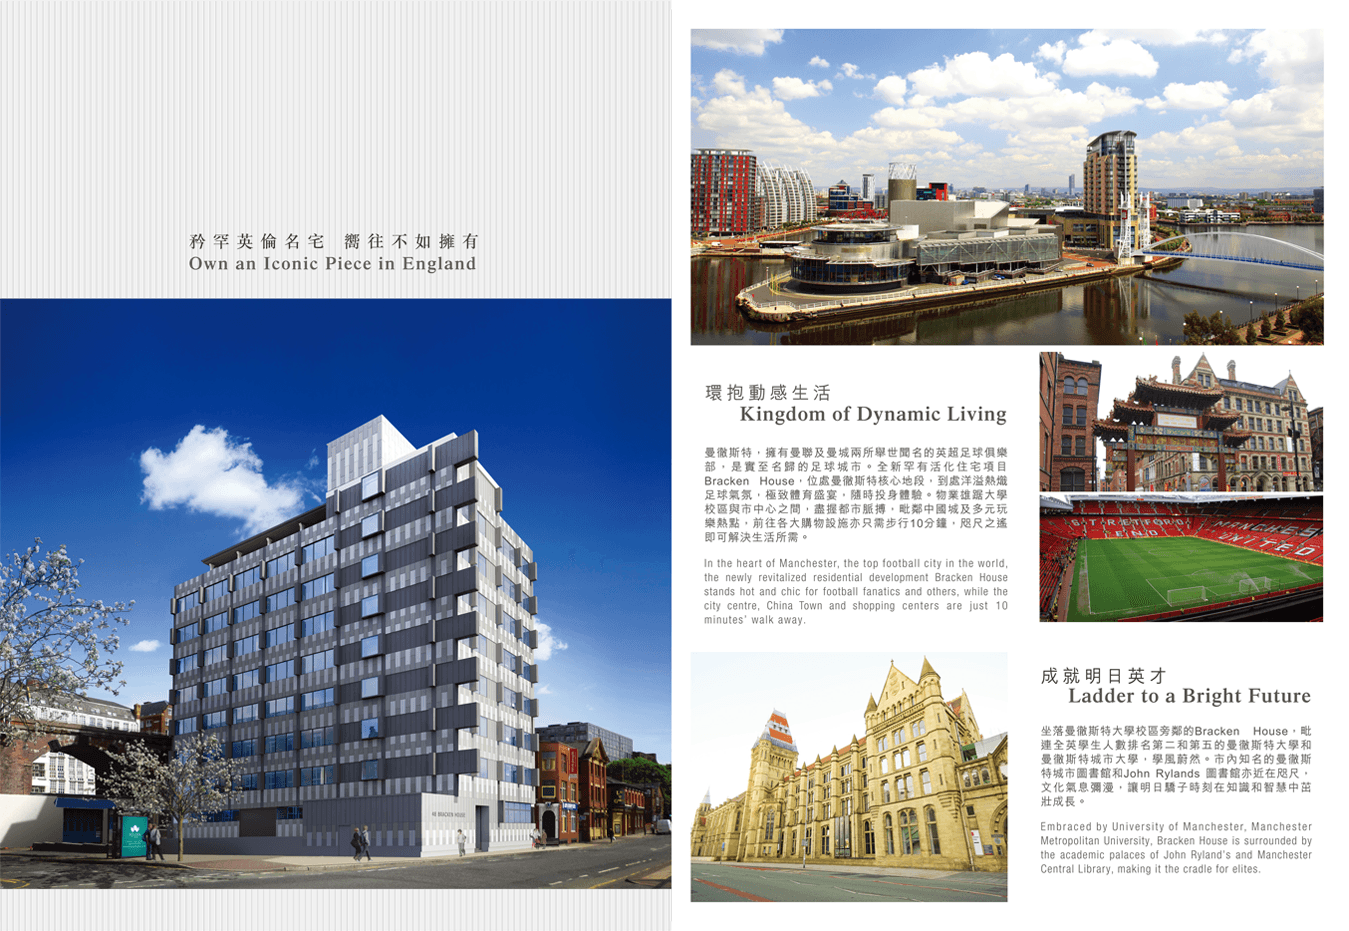 矜罕英倫名宅 嚮往不如擁有
Own an Iconic Piece in England
BRACKEN HOUSE
STRETFORD
END
MANCHESTER
UNITED
環抱動感生活
Kingdom of Dynamic Living
曼徹斯特，擁有曼聯及曼城兩所舉世聞名的英超足球俱樂
部，是實至名歸的足球城市。全新罕有活化住宅項目
Bracken House，位處曼徹斯特核心地段，到處洋溢熱熾
足球氣氛，極致體育盛宴，隨時投身體驗。物業雄踞大學
校區與市中心之間，盡握都市脈搏，毗鄰中國城及多元玩
樂熱點，前往各大購物設施亦只需步行10分鐘，咫尺之遙
即可解決生活所需。
In the heart of Manchester, the top football city in the world,
the newly revitalized residential development Bracken House
stands hot and chic for football fanatics and others, while the
city centre, China Town and shopping centers are just 10
minutes' walk away.
成就明日英才
Ladder to a Bright Future
坐落曼徹斯特大學校區旁鄰的Bracken House，毗
連全英學生人數排名第二和第五的曼徹斯特大學和
曼徹斯特城市大學，學風蔚然。市內知名的曼徹斯
特城市圖書館和John Rylands 圖書館亦近在咫尺，
文化氣息彌漫，讓明日驕子時刻在知識和智慧中茁
壯成長。
Embraced by University of Manchester, Manchester
Metropolitan University, Bracken House is surrounded by
the academic palaces of John Ryland's and Manchester
Central Library, making it the cradle for elites.